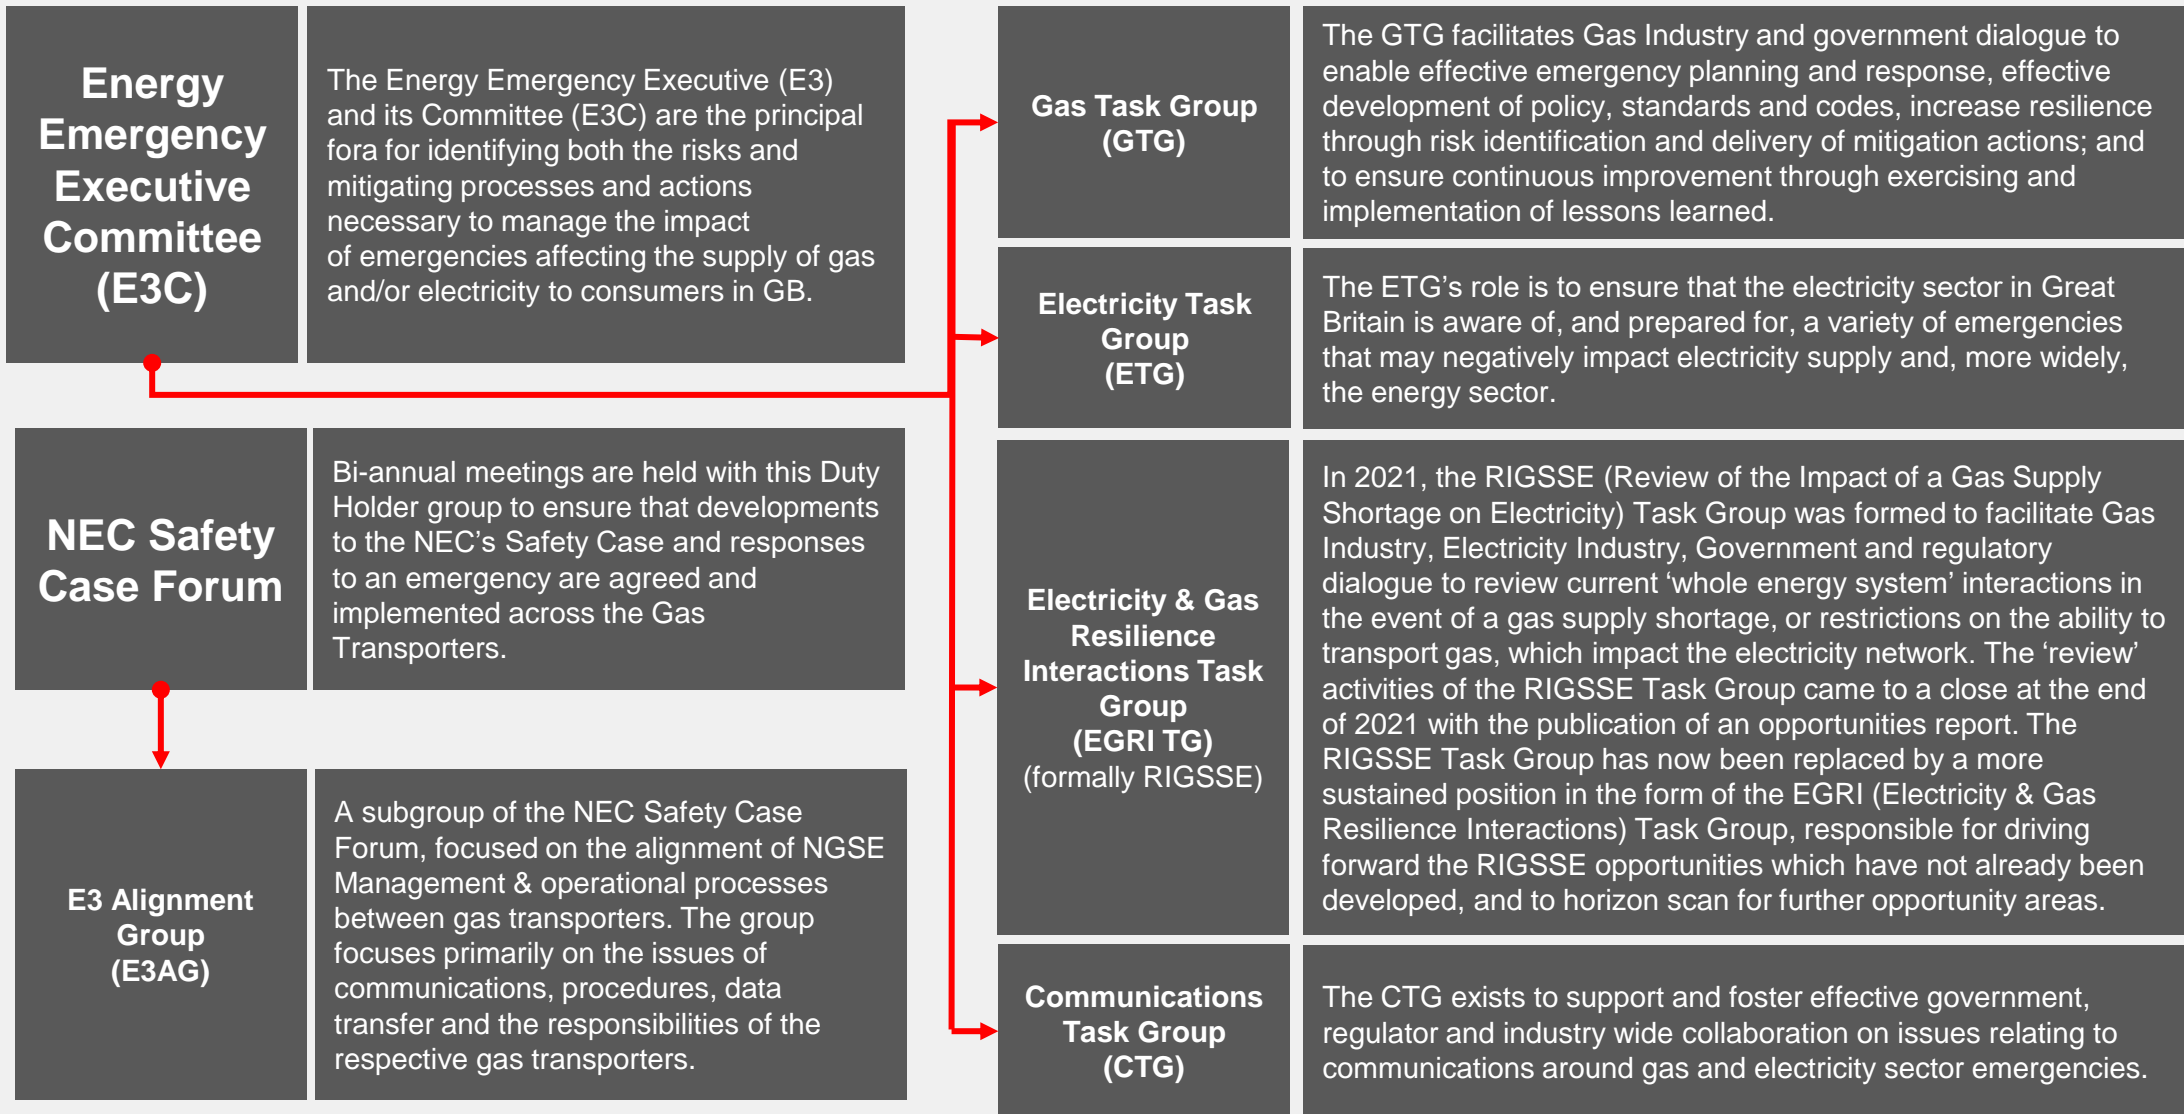 Energy
Emergency
Executive
Committee
(E3C)
The Energy Emergency Executive (E3)
and its Committee (E3C) are the principal
fora for identifying both the risks and
mitigating processes and actions
necessary to manage the impact
of emergencies affecting the supply of gas
and/or electricity to consumers in GB.
NEC Safety
Case Forum
Bi-annual meetings are held with this Duty
Holder group to ensure that developments
to the NEC’s Safety Case and responses
to an emergency are agreed and
implemented across the Gas
Transporters.
E3 Alignment
Group
(E3AG)
A subgroup of the NEC Safety Case
Forum, focused on the alignment of NGSE
Management & operational processes
between gas transporters. The group
focuses primarily on the issues of
communications, procedures, data
transfer and the responsibilities of the
respective gas transporters.
Gas Task Group
(GTG)
The GTG facilitates Gas Industry and government dialogue to
enable effective emergency planning and response, effective
development of policy, standards and codes, increase resilience
through risk identification and delivery of mitigation actions; and
to ensure continuous improvement through exercising and
implementation of lessons learned.
Electricity Task
Group
(ETG)
The ETG’s role is to ensure that the electricity sector in Great
Britain is aware of, and prepared for, a variety of emergencies
that may negatively impact electricity supply and, more widely,
the energy sector.
Electricity & Gas
Resilience
Interactions Task
Group
(EGRI TG)
(formally RIGSSE)
In 2021, the RIGSSE (Review of the Impact of a Gas Supply
Shortage on Electricity) Task Group was formed to facilitate Gas
Industry, Electricity Industry, Government and regulatory
dialogue to review current ‘whole energy system’ interactions in
the event of a gas supply shortage, or restrictions on the ability to
transport gas, which impact the electricity network. The ‘review’
activities of the RIGSSE Task Group came to a close at the end
of 2021 with the publication of an opportunities report. The
RIGSSE Task Group has now been replaced by a more
sustained position in the form of the EGRI (Electricity & Gas
Resilience Interactions) Task Group, responsible for driving
forward the RIGSSE opportunities which have not already been
developed, and to horizon scan for further opportunity areas.
Communications
Task Group
(CTG)
The CTG exists to support and foster effective government,
regulator and industry wide collaboration on issues relating to
communications around gas and electricity sector emergencies.